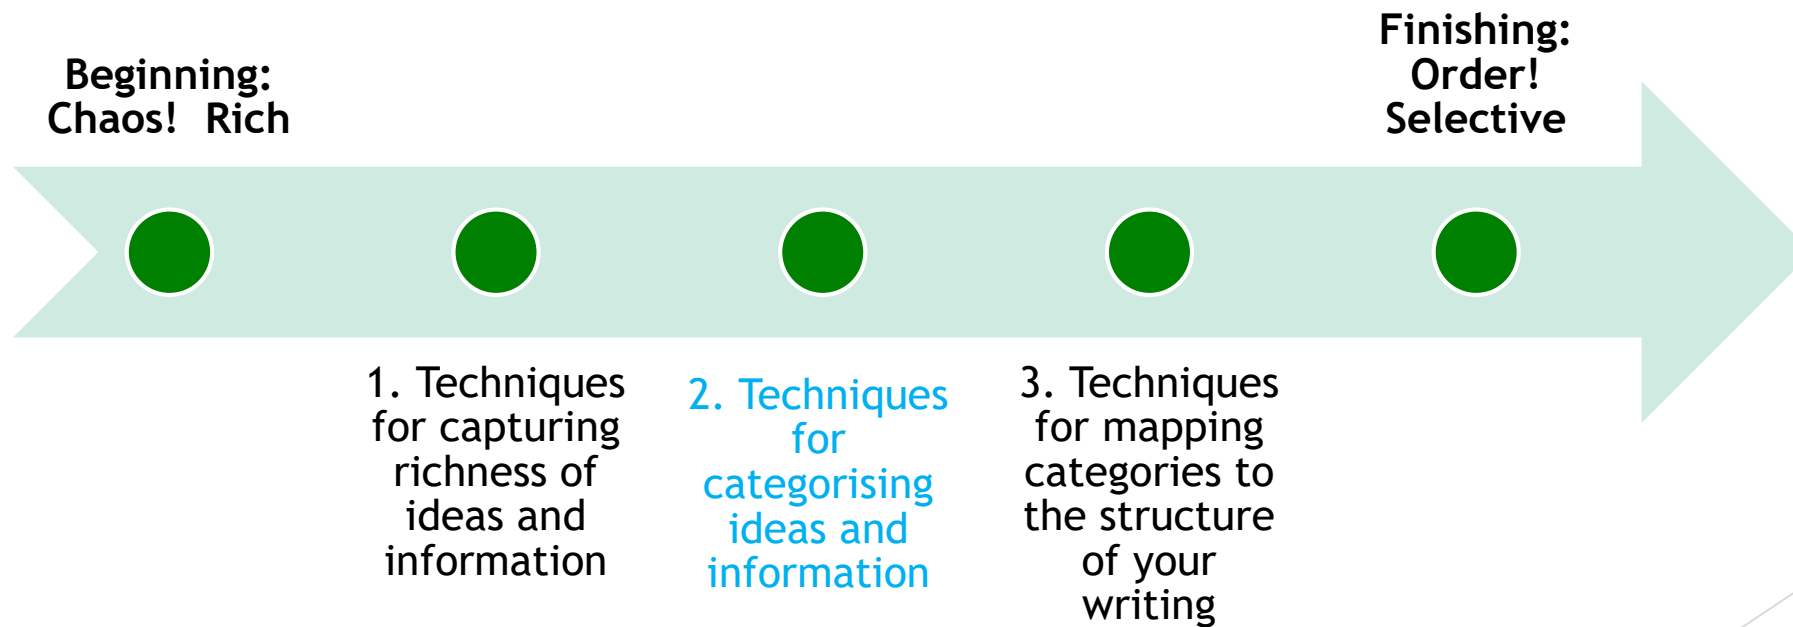 Beginning:
Chaos!  Rich
Finishing:
Order!
Selective
1. Techniques
for capturing
richness of
ideas and
information
2. Techniques
for
categorising
ideas and
information
3. Techniques
for mapping
categories to
the structure
of your
writing